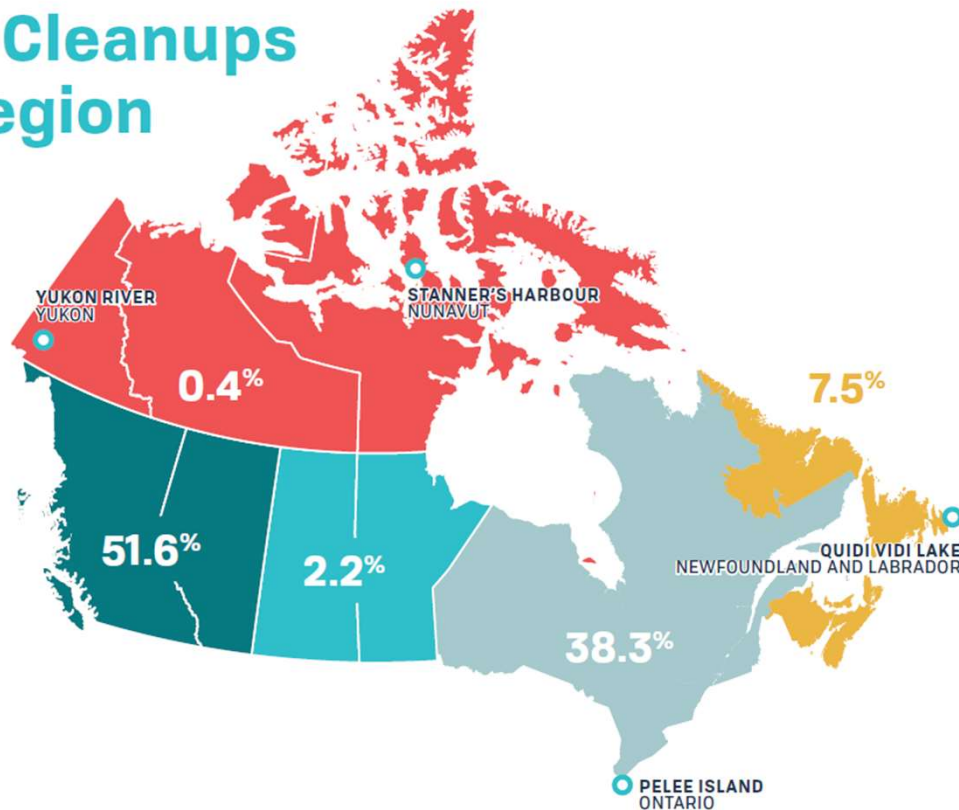 Cleanups
egion
YUKON RIVER
YUKON
STANNER'S HARBOUR
NUNAVUT
0.4%
7.5%
51.6%
2.2%
QUIDI VIDI LAKE
NEWFOUNDLAND AND LABRADOR
38.3%
PELEE ISLAND
ONTARIO